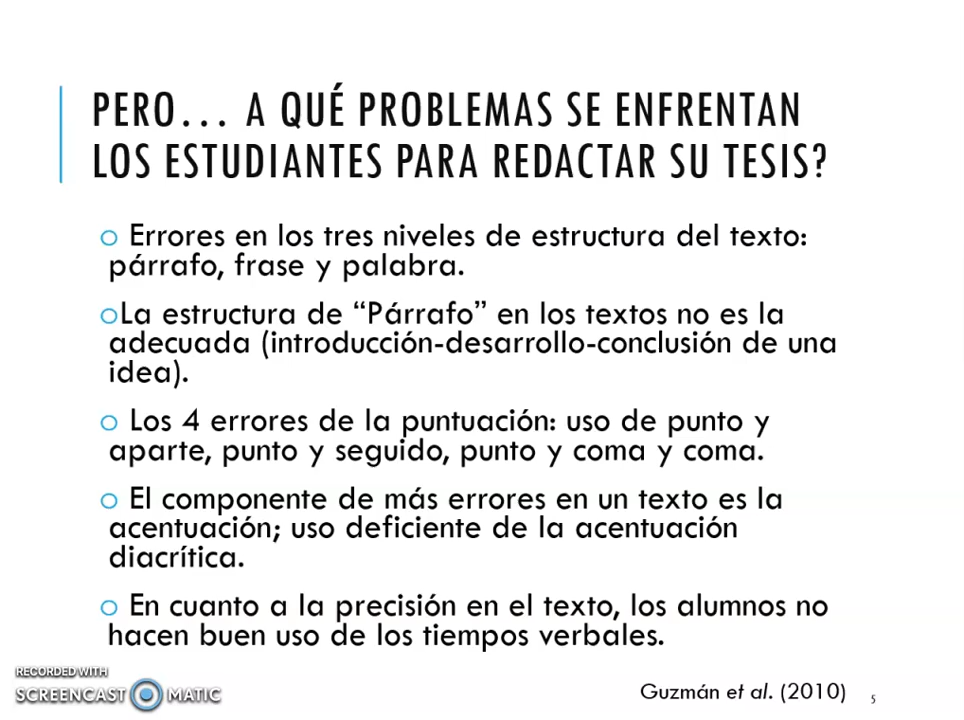 PERO... A QUÉ PROBLEMAS SE ENFRENTAN
LOS ESTUDIANTES PARA REDACTAR SU TESIS?
o Errores en los tres niveles de estructura del texto:
párrafo, frase y palabra.
oLa estructura de “Párrafo” en los textos no es la
adecuada (introducción-desarrollo-conclusión de una
idea).
o Los 4 errores de la puntuación: uso de punto y
aparte, punto y seguido, punto y coma y coma.
o El componente de más errores en un texto es la
acentuación; uso deficiente de la acentuación
diacrítica.
o En cuanto a la precisión en el texto, los alumnos no
hacen buen uso de los tiempos verbales.
RECORDED WITH
SCREENCAST MATIC
Guzmán et al. (2010)
5